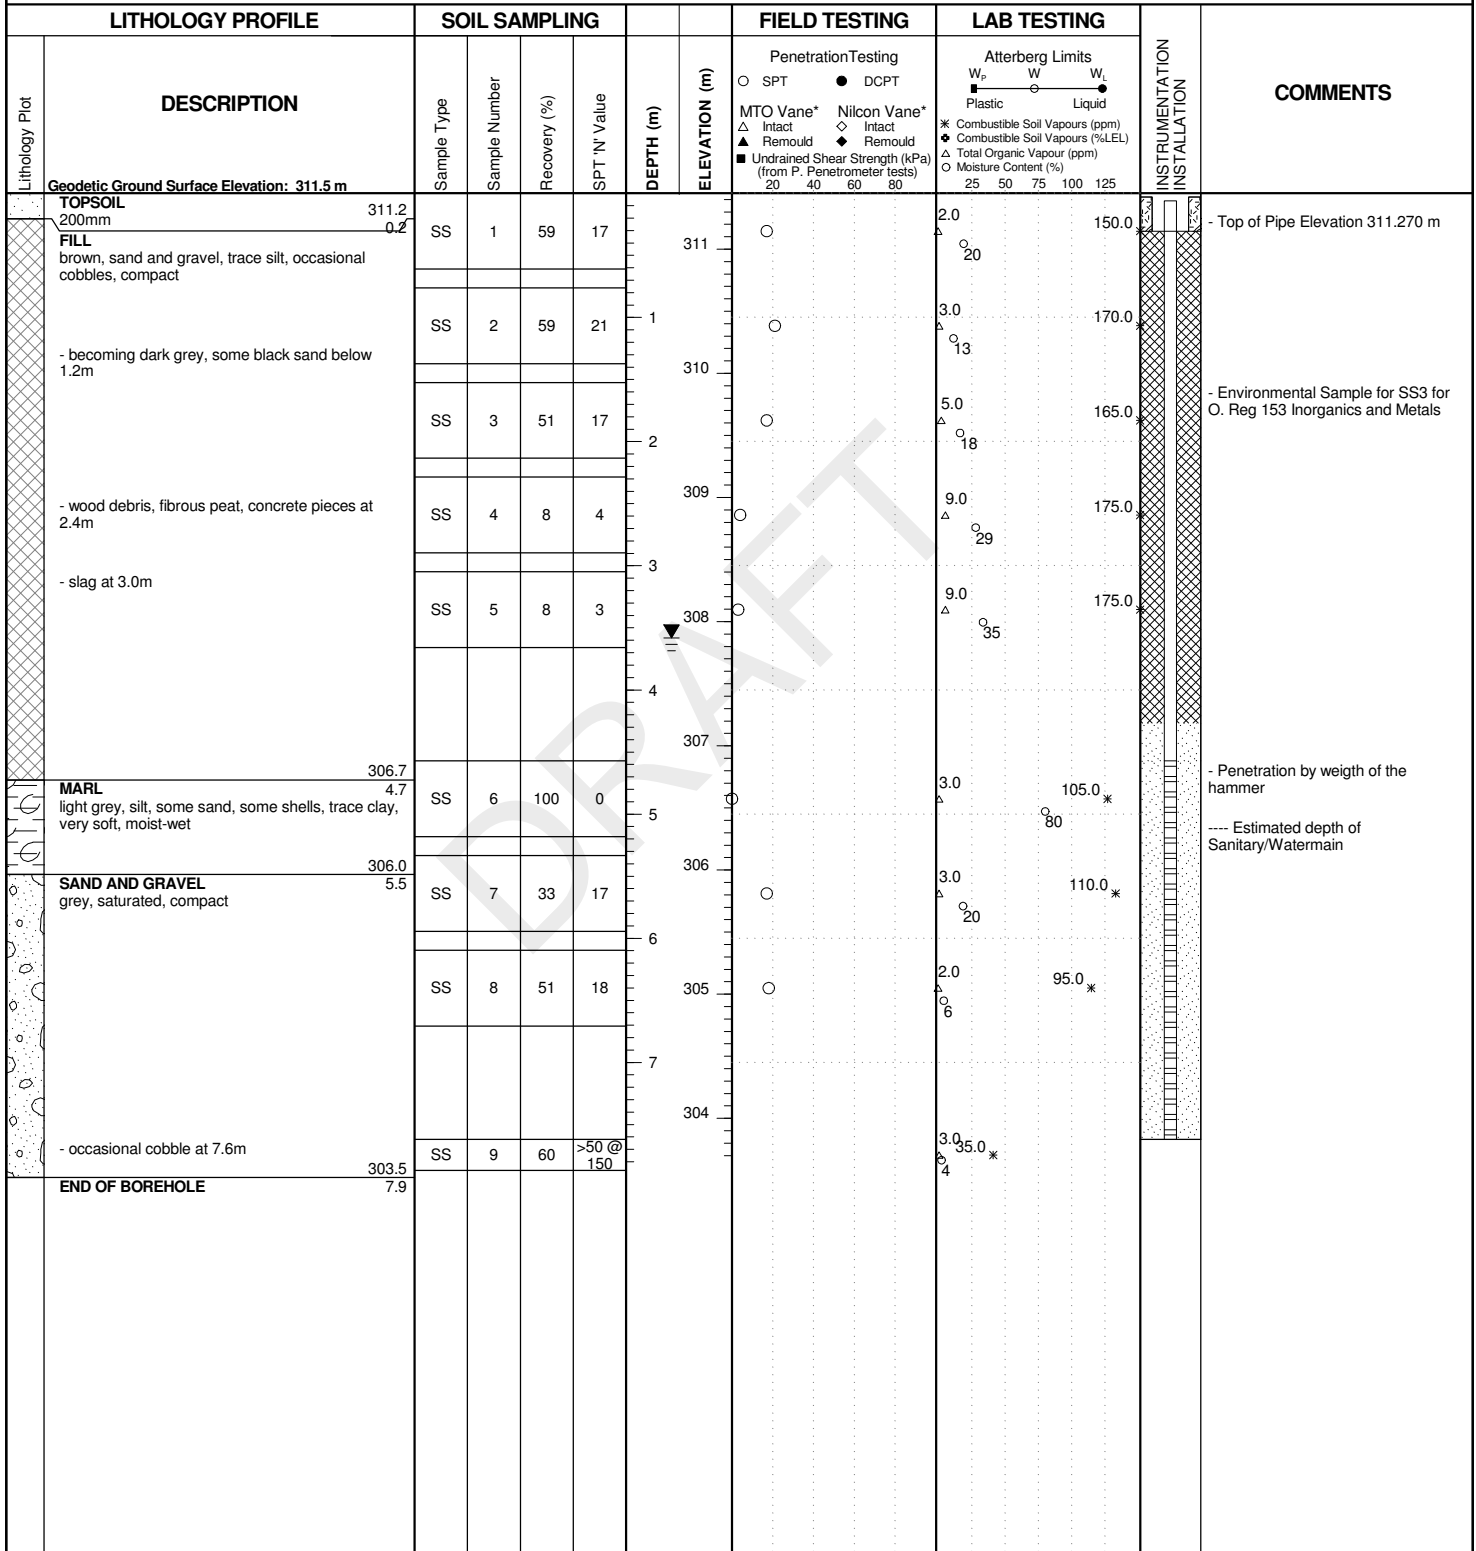 LITHOLOGY PROFILE
SOIL SAMPLING
FIELD TESTING
LAB TESTING
Lithology Plot
DESCRIPTION
Geodetic Ground Surface Elevation: 311.5 m
Sample Type
Sample Number
Recovery (%)
SPT 'N' Value
DEPTH (m)
ELEVATION (m)
PenetrationTesting
SPT DCPT
MTO Vane* Nilcon Vane*
Intact Intact
Remould Remould
Undrained Shear Strength (kPa)
(from P. Penetrometer tests)
20 40 60 80
Atterberg Limits
WP W WL
Plastic Liquid
Combustible Soil Vapours (ppm)
Combustible Soil Vapours (%LEL)
Total Organic Vapour (ppm)
Moisture Content (%)
25 50 75 100 125
INSTRUMENTATION
INSTALLATION
COMMENTS
TOPSOIL 311.2
200mm 0.2
FILL
brown, sand and gravel, trace silt, occasional
cobbles, compact
SS 1 59 17
311
2.0 150.0
20
- Top of Pipe Elevation 311.270 m
SS 2 59 21
1
3.0 170.0
13
- becoming dark grey, some black sand below
1.2m
310
SS 3 51 17
2
5.0 165.0
18
- Environmental Sample for SS3 for
O. Reg 153 Inorganics and Metals
- wood debris, fibrous peat, concrete pieces at
2.4m
309
SS 4 8 4
9.0 175.0
29
3
- slag at 3.0m
SS 5 8 3
308
9.0 175.0
35
4
307
306.7
MARL 4.7
light grey, silt, some sand, some shells, trace clay,
very soft, moist-wet
SS 6 100 0
5
3.0 105.0
80
- Penetration by weigth of the
hammer
---- Estimated depth of
Sanitary/Watermain
306.0
306
SAND AND GRAVEL 5.5
grey, saturated, compact
SS 7 33 17
3.0 110.0
20
6
SS 8 51 18
305
2.0 95.0
6
7
304
- occasional cobble at 7.6m
SS 9 60 >50 @
150
3.0 35.0
4
303.5
END OF BOREHOLE 7.9
DRAFT